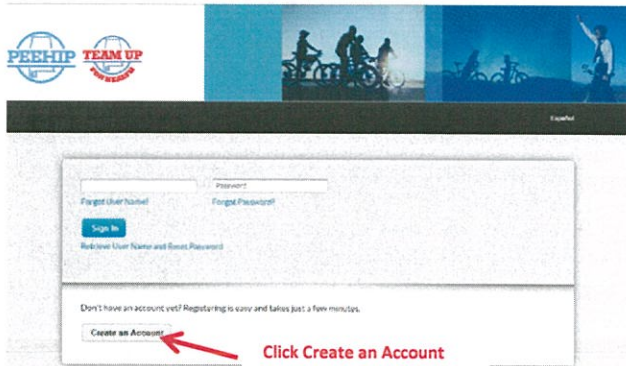 PEEHIP TEAM UP
FOR HEALTH
Español
Password
Forgot User Name? Forgot Password?
Sign In
Retrieve User Name and Reset Password
Don't have an account yet? Registering is easy and takes just a few minutes.
Create an Account
Click Create an Account